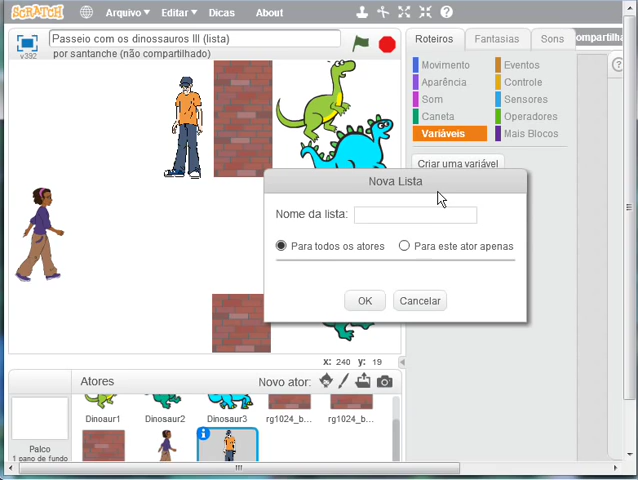 SCRATCH Arquivo Editar Dicas About
Passeio com os dinossauros III (lista)
por santanche (não compartilhado)
v392
Roteiros Fantasias Sons ompartilha
Movimento Eventos
Aparência Controle
Som Sensores
Caneta Operadores
Variáveis Mais Blocos
Criar uma variável
Nova Lista
Nome da lista:
Para todos os atores Para este ator apenas
OK Cancelar
x: 240 y: 19
Atores Novo ator:
Dinosaur1 Dinosaur2 Dinosaur3 rg1024_b... rg1024_b...
Palco
1 pano de fundo